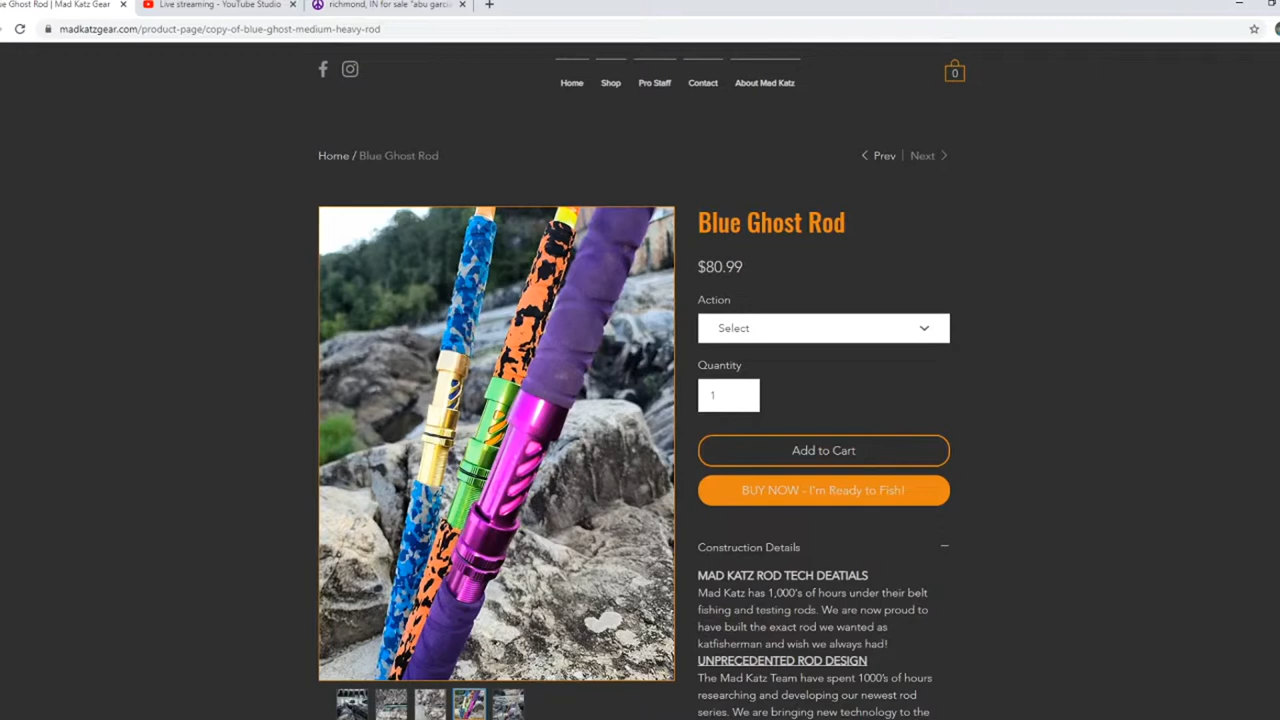 e Ghost Rod | Mad Katz Gear
Live streaming - YouTube Studio
richmond, IN for sale "abu garci
madkatzgear.com/product-page/copy-of-blue-ghost-medium-heavy-rod
0
Home
Shop
Pro Staff
Contact
About Mad Katz
Home / Blue Ghost Rod
Prev | Next
Blue Ghost Rod
$80.99
Action
Select
Quantity
1
Add to Cart
BUY NOW - I'm Ready to Fish!
Construction Details
MAD KATZ ROD TECH DEATIALS
Mad Katz has 1,000's of hours under their belt
fishing and testing rods. We are now proud to
have built the exact rod we wanted as
katfisherman and wish we always had!
UNPRECEDENTED ROD DESIGN
The Mad Katz Team have spent 1000's of hours
researching and developing our newest rod
series. We are bringing new technology to the